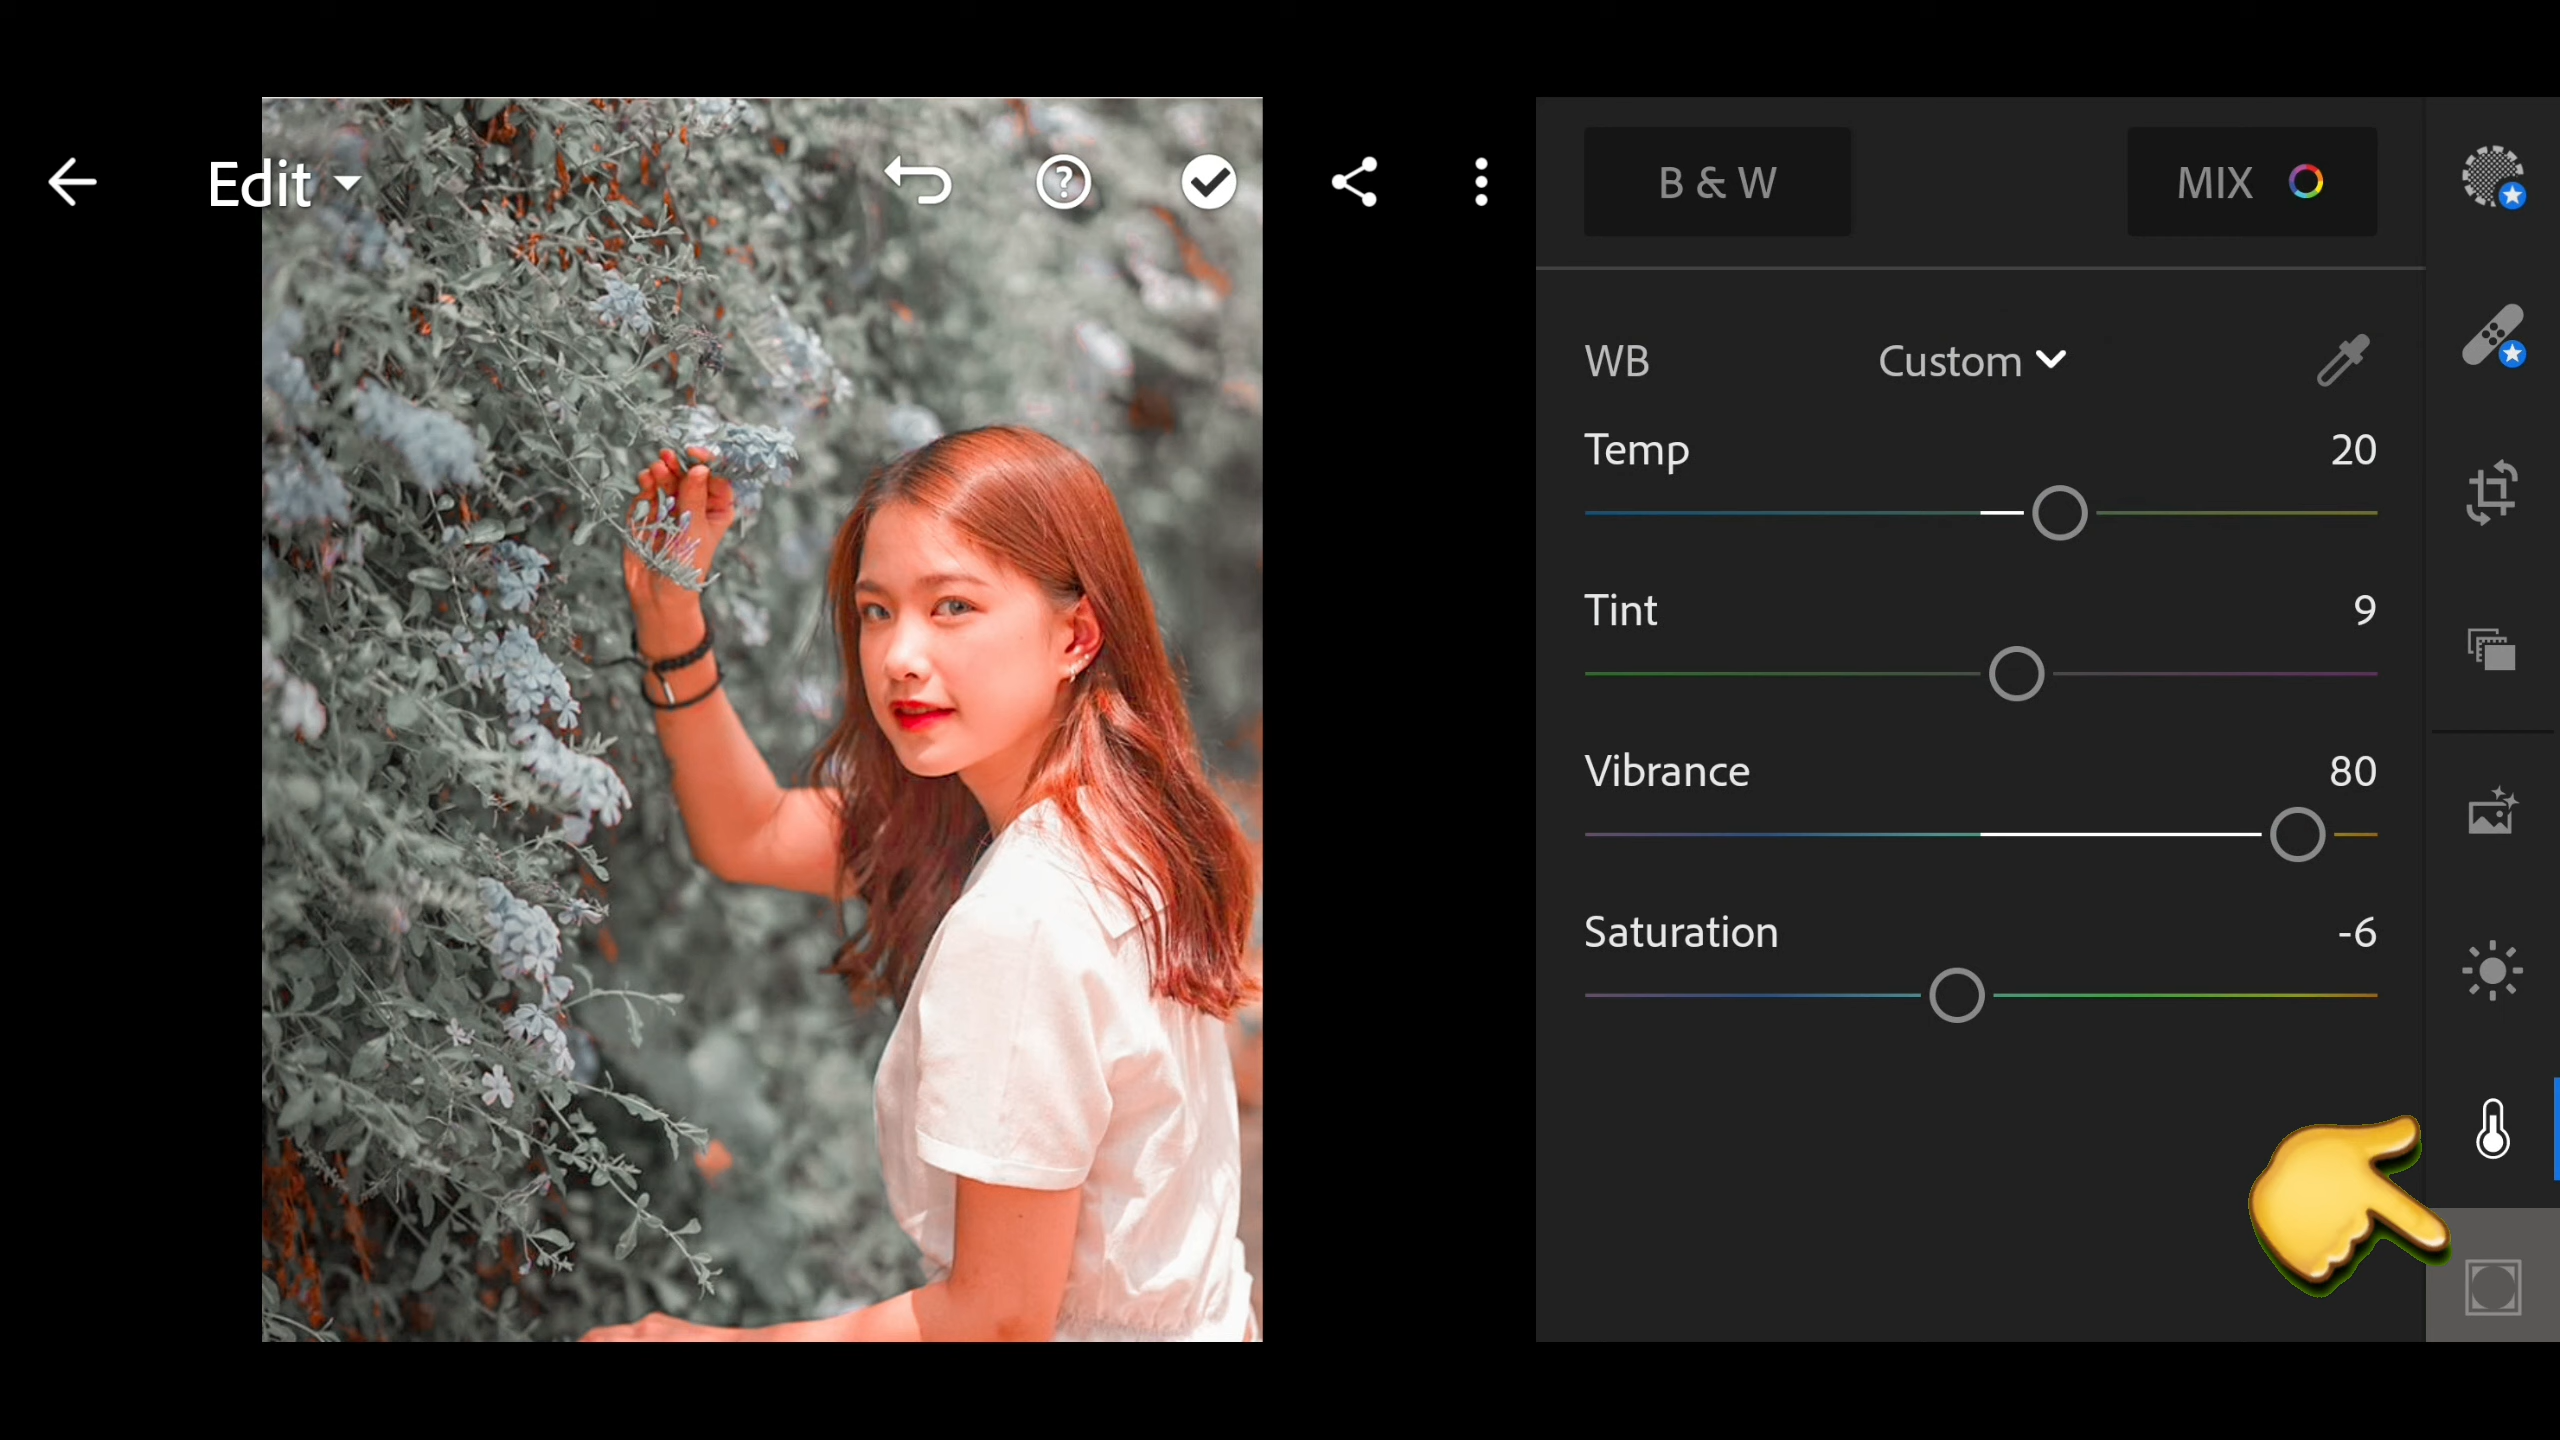 Edit
B & W
MIX
WB Custom
Temp 20
Tint 9
Vibrance 80
Saturation -6